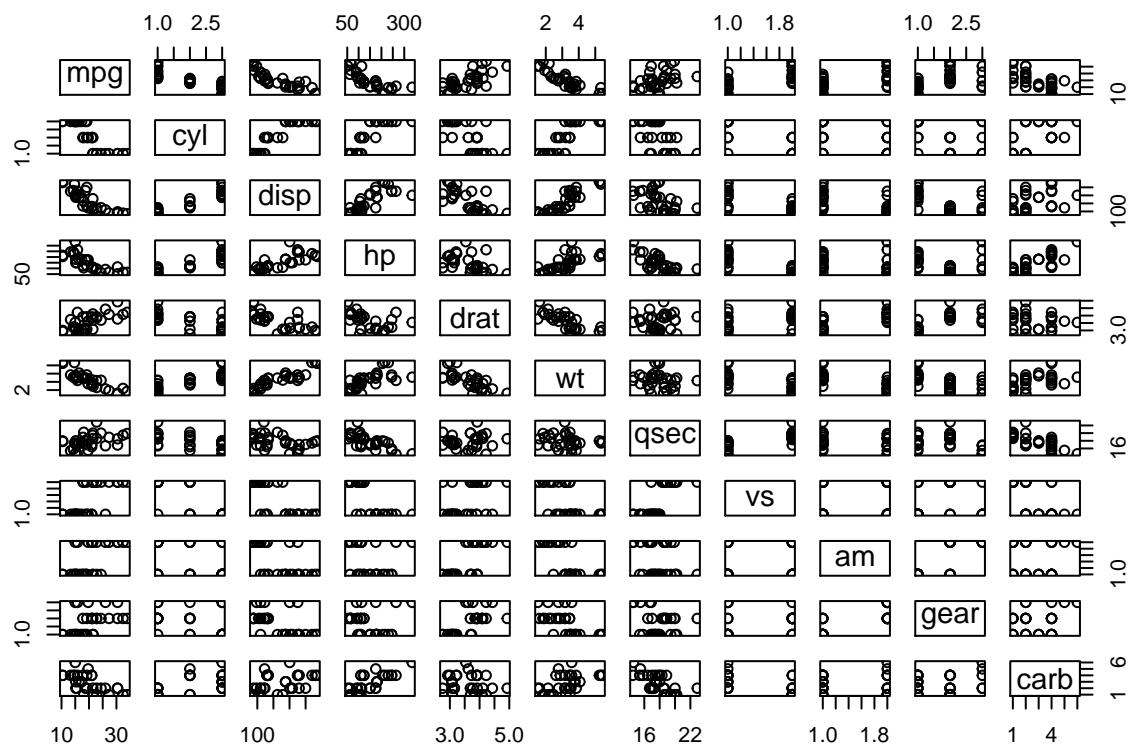 1.0 2.5 50 300 2 4 1.0 1.8 1.0 2.5
mpg 10
1.0 cyl
disp 100
50 hp
drat 3.0
2 wt
qsec 16
1.0 vs
am 1.0
1.0 gear
carb 1 6
10 30 100 3.0 5.0 16 22 1.0 1.8 1 4